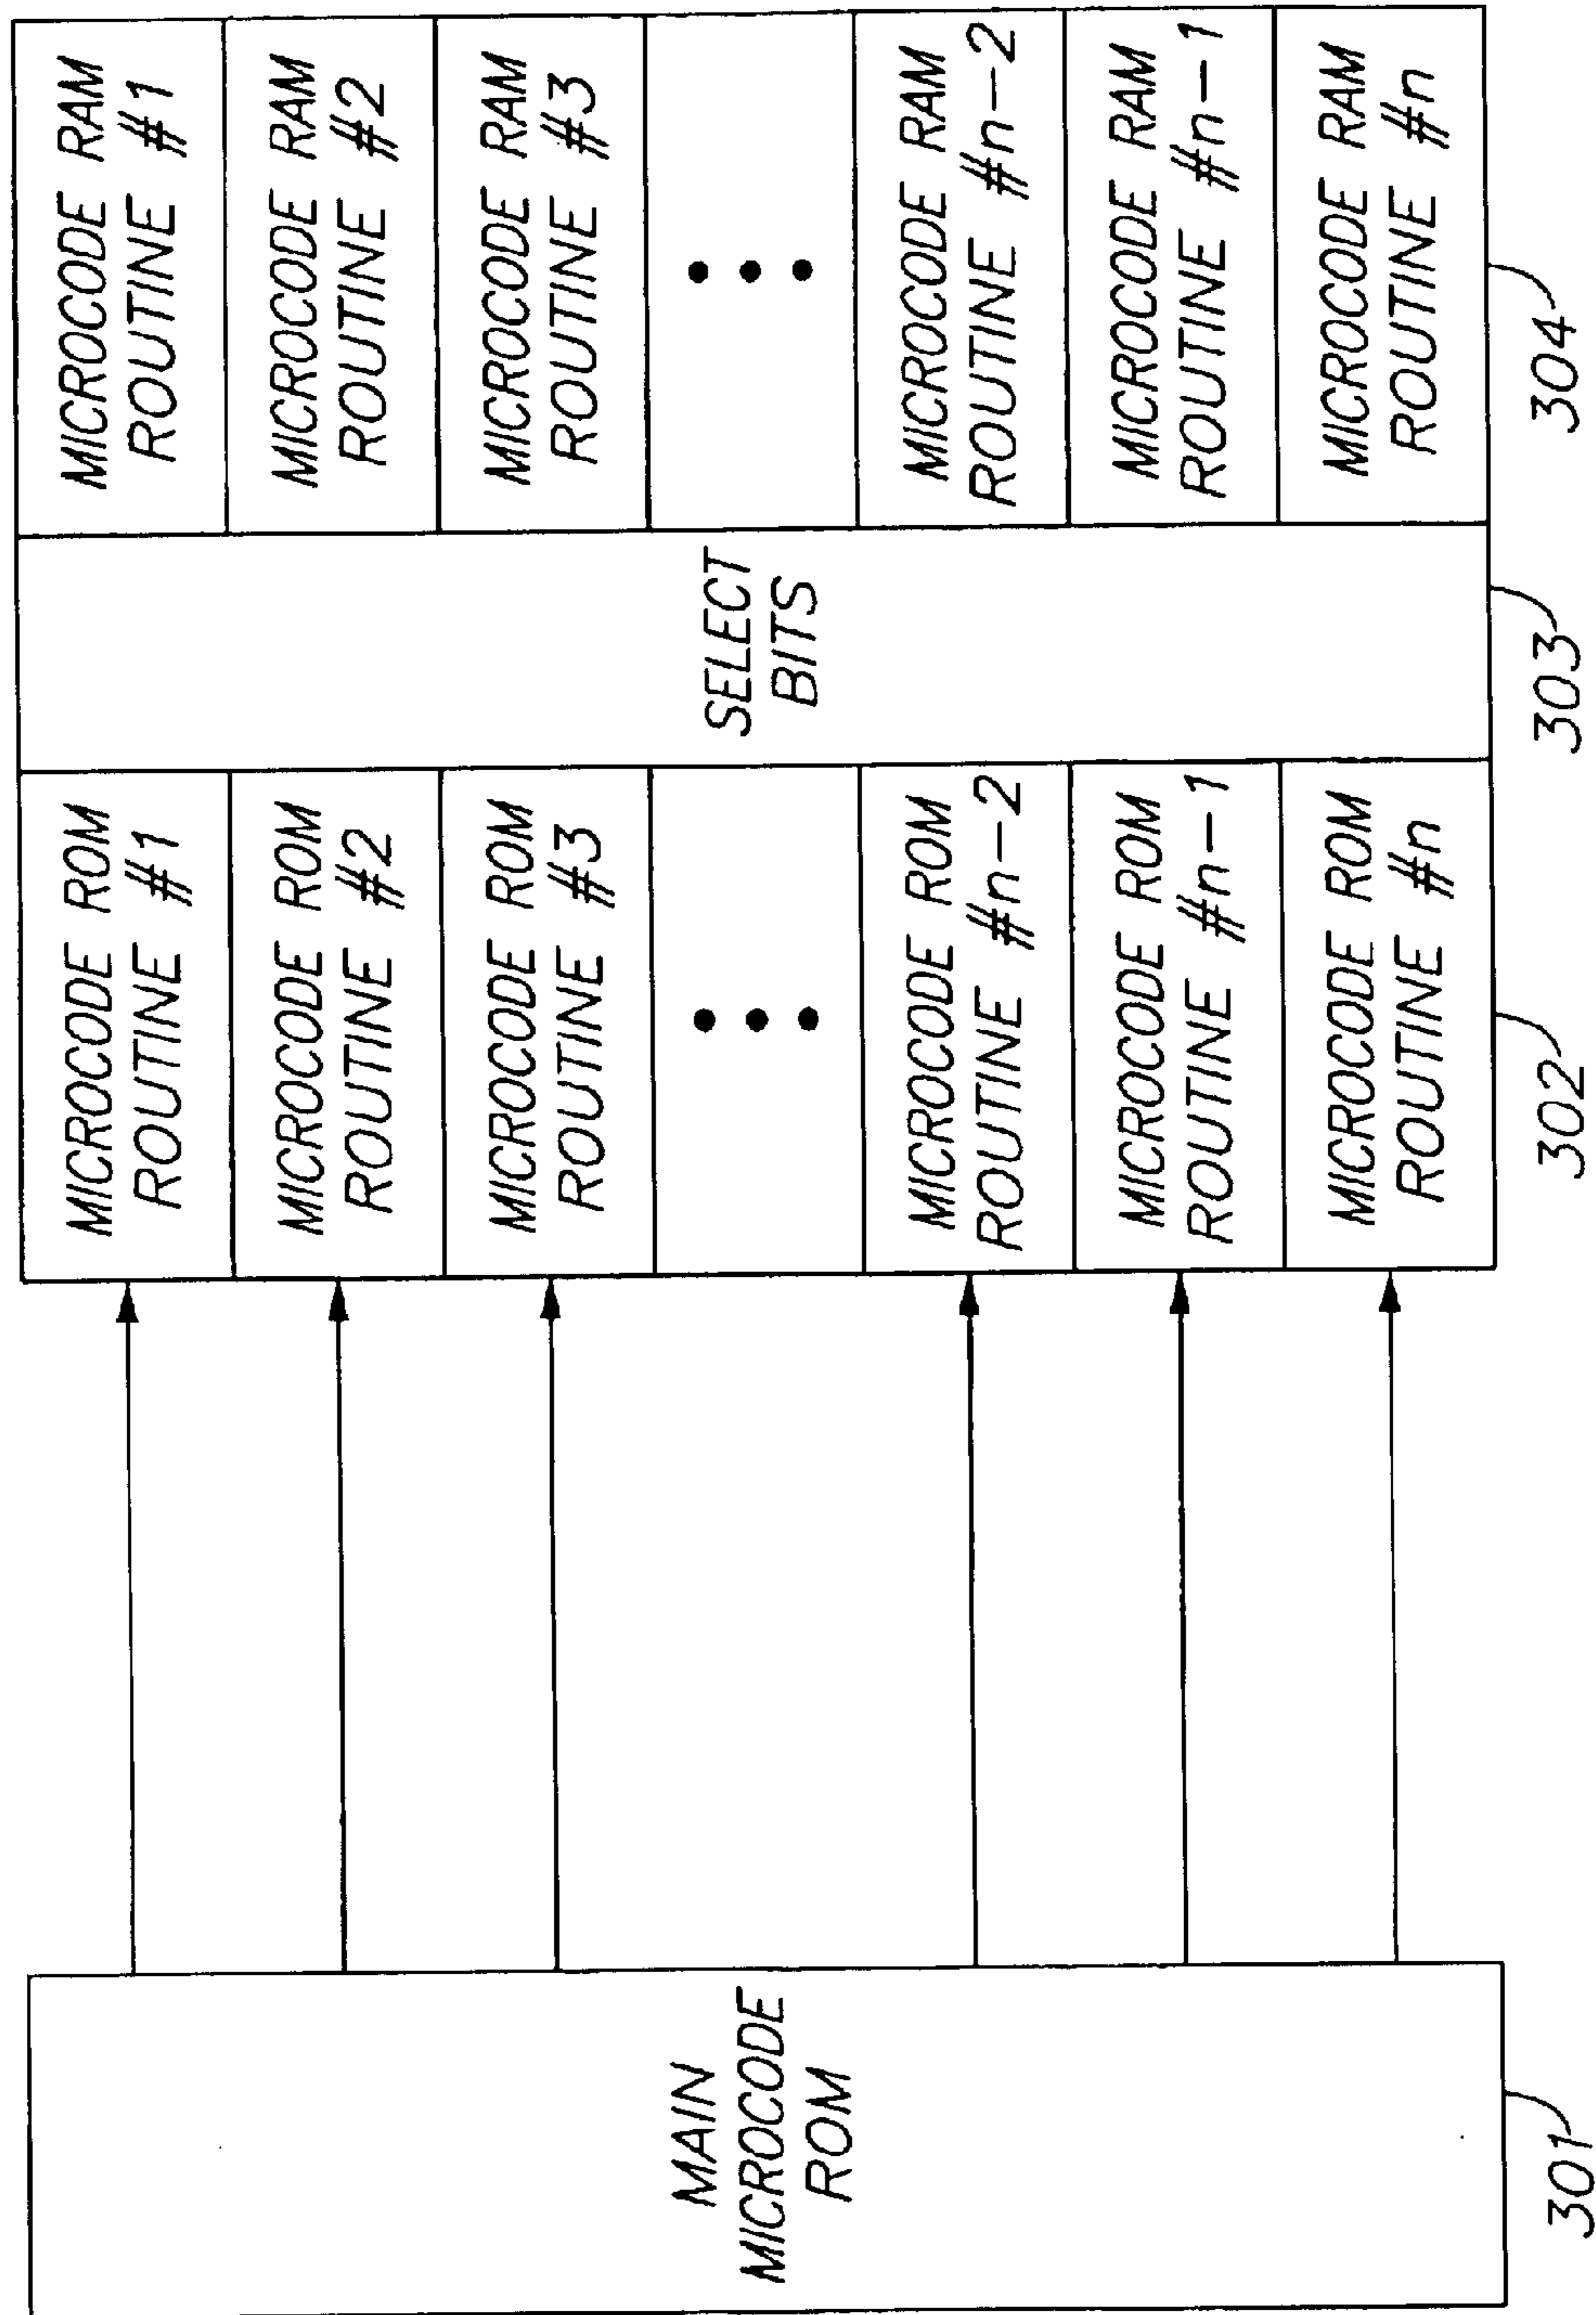 MAIN
MICROCODE
ROM
301
MICROCODE ROM
ROUTINE #1
MICROCODE ROM
ROUTINE #2
MICROCODE ROM
ROUTINE #3
MICROCODE ROM
ROUTINE #n-2
MICROCODE ROM
ROUTINE #n-1
MICROCODE ROM
ROUTINE #n
302
SELECT
BITS
303
MICROCODE RAM
ROUTINE #1
MICROCODE RAM
ROUTINE #2
MICROCODE RAM
ROUTINE #3
MICROCODE RAM
ROUTINE #n-2
MICROCODE RAM
ROUTINE #n-1
MICROCODE RAM
ROUTINE #n
304